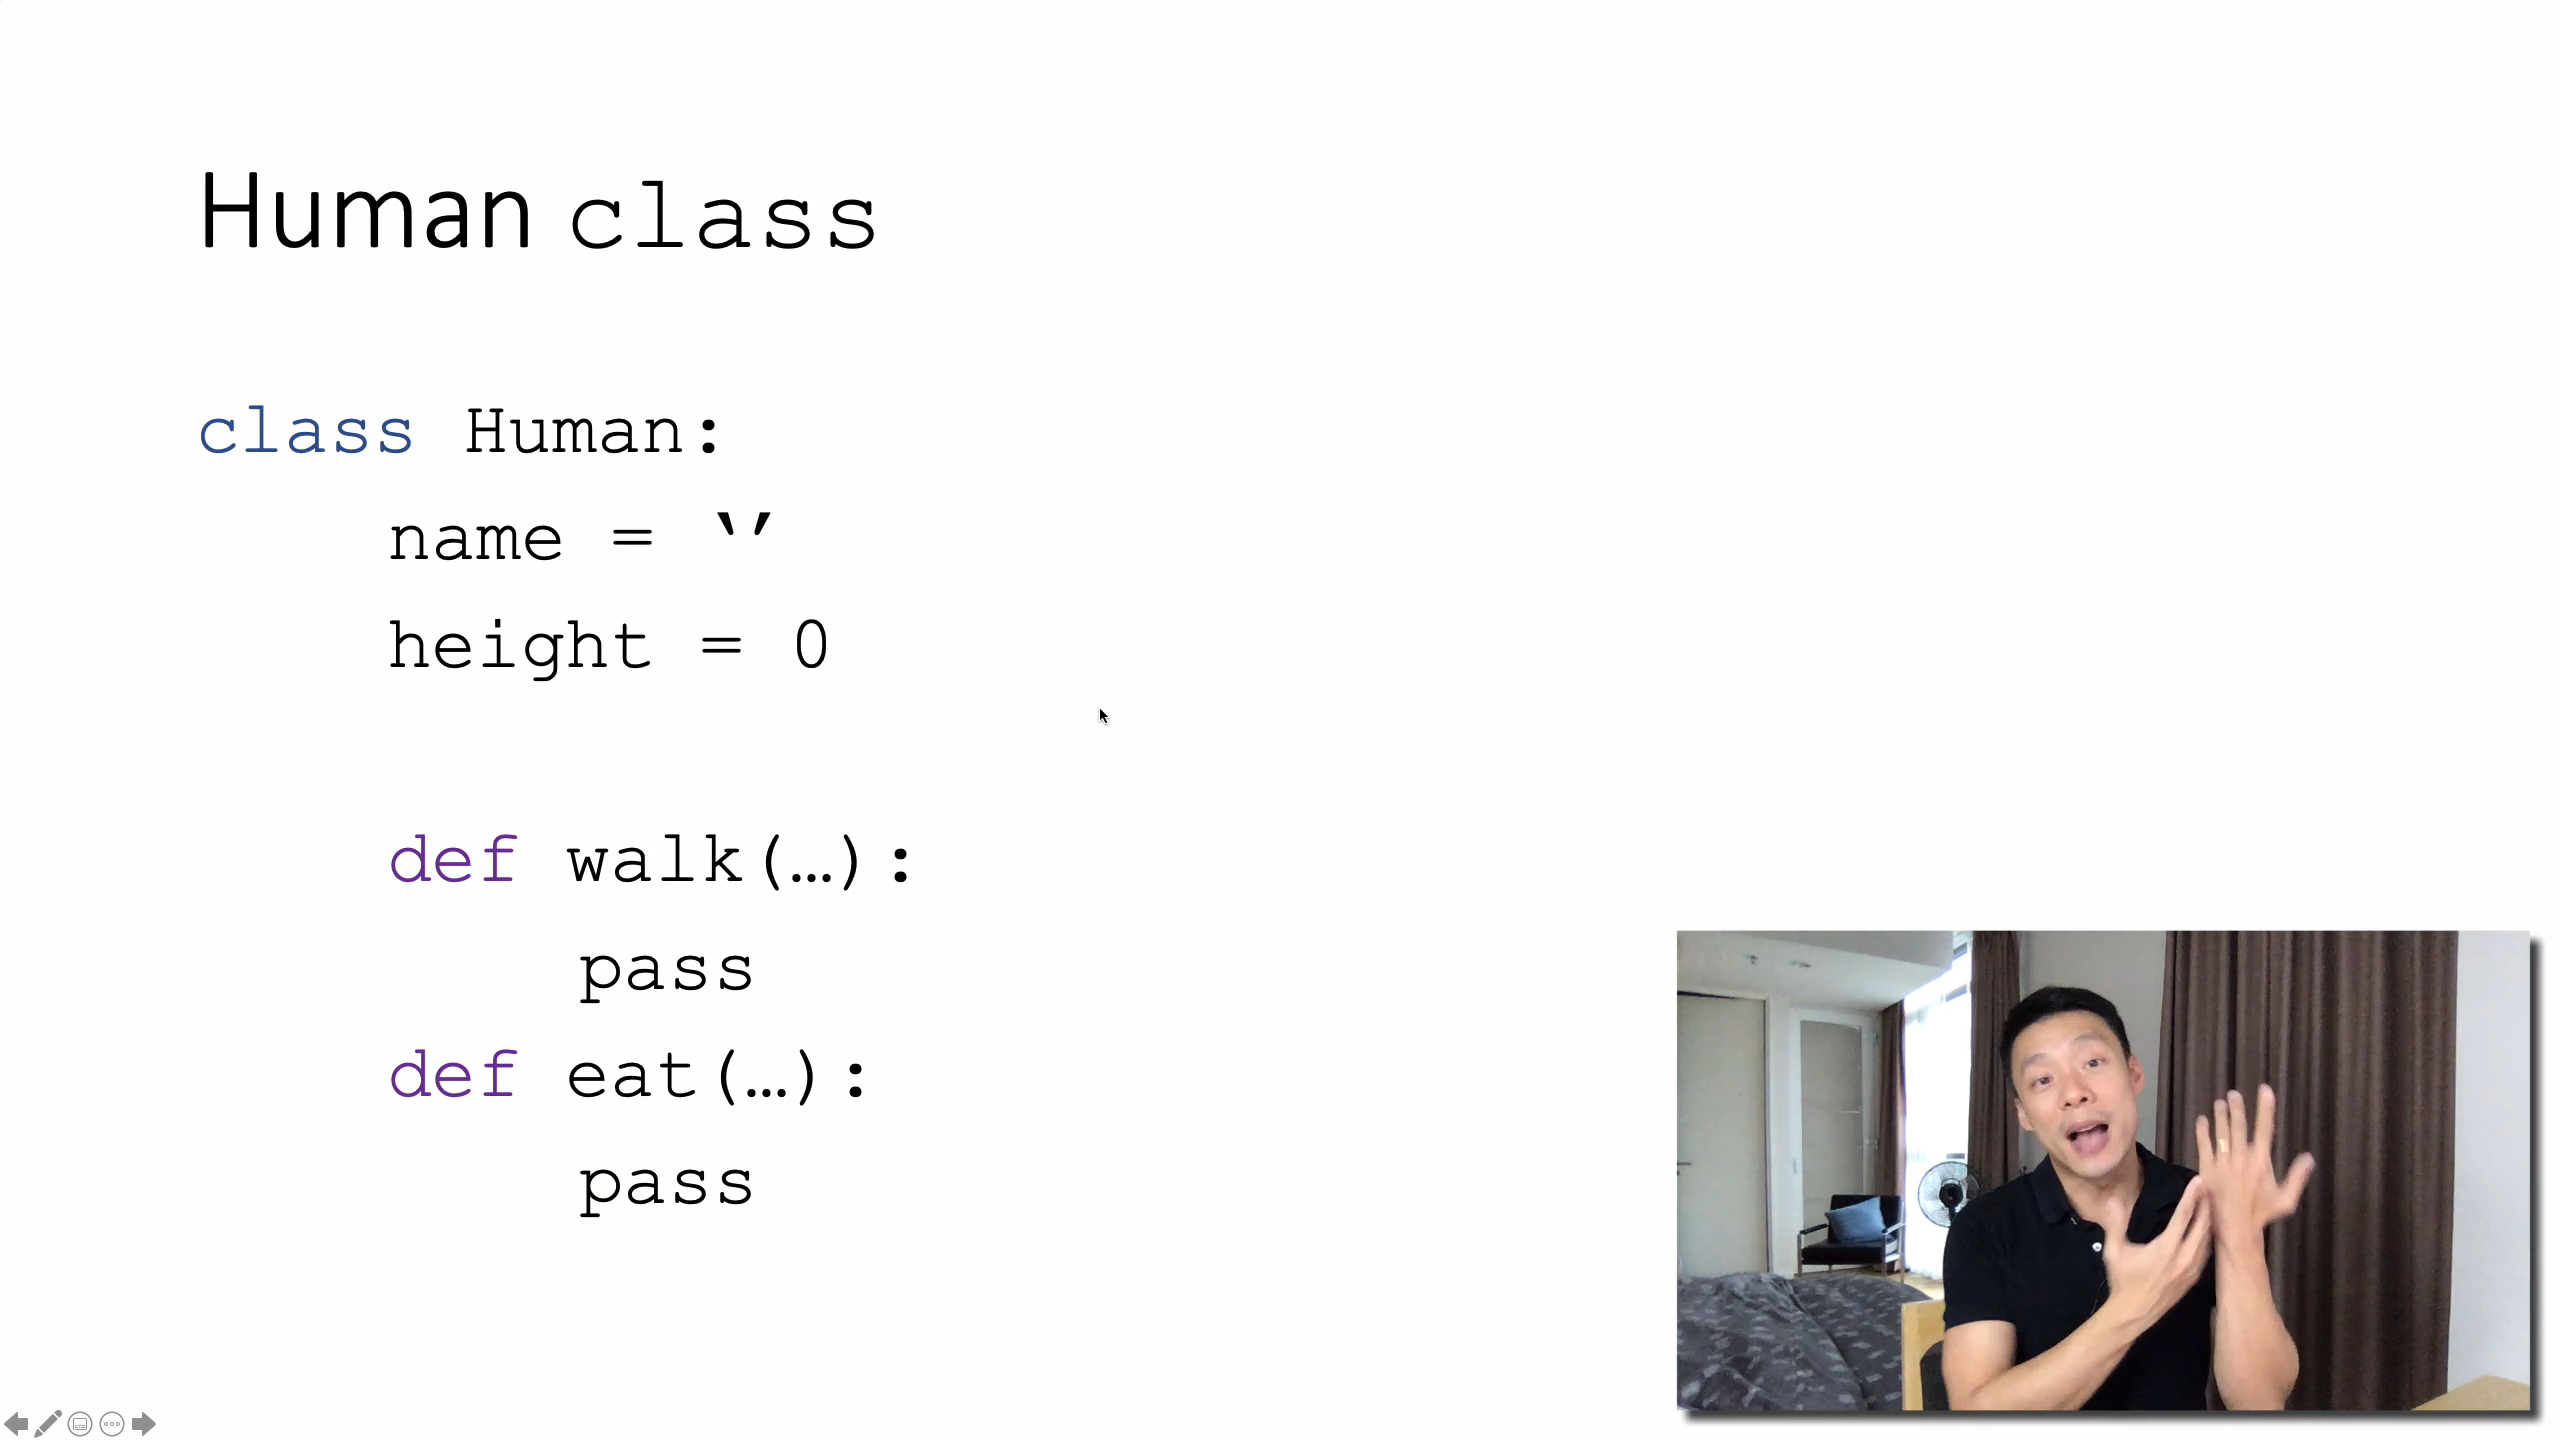 Human class
class Human:
name = ‘’
height = 0
def walk(…):
pass
def eat(…):
pass